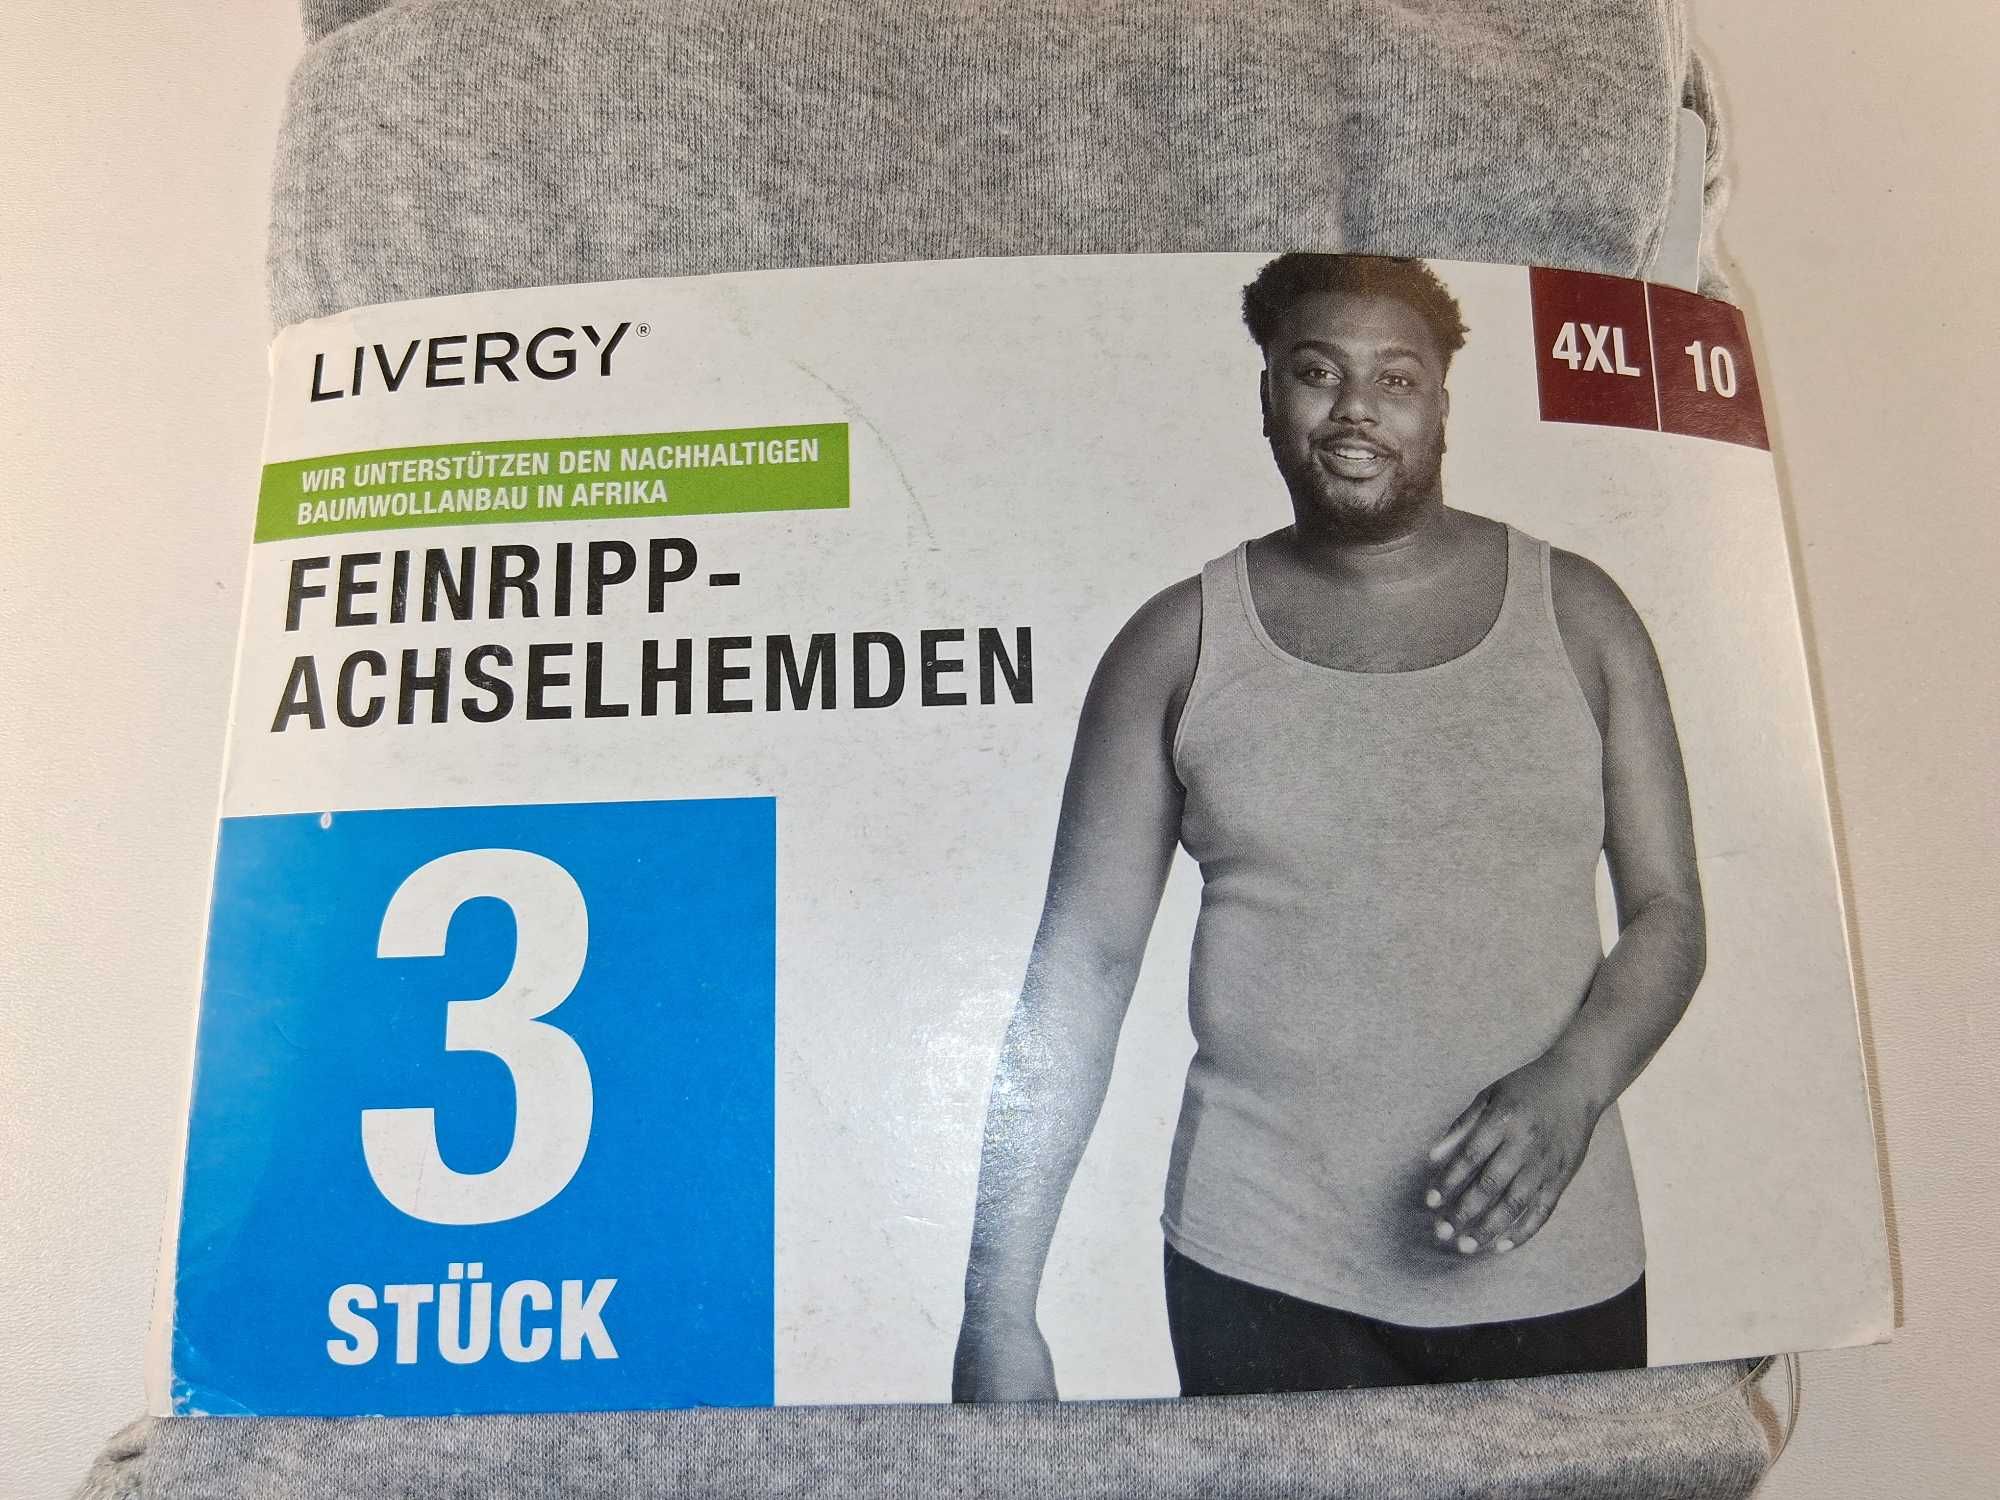 LIVERGY®
WIR UNTERSTÜTZEN DEN NACHHALTIGEN
BAUMWOLLANBAU IN AFRIKA
FEINRIPP-
ACHSELHEMDEN
3
STÜCK
4XL 10